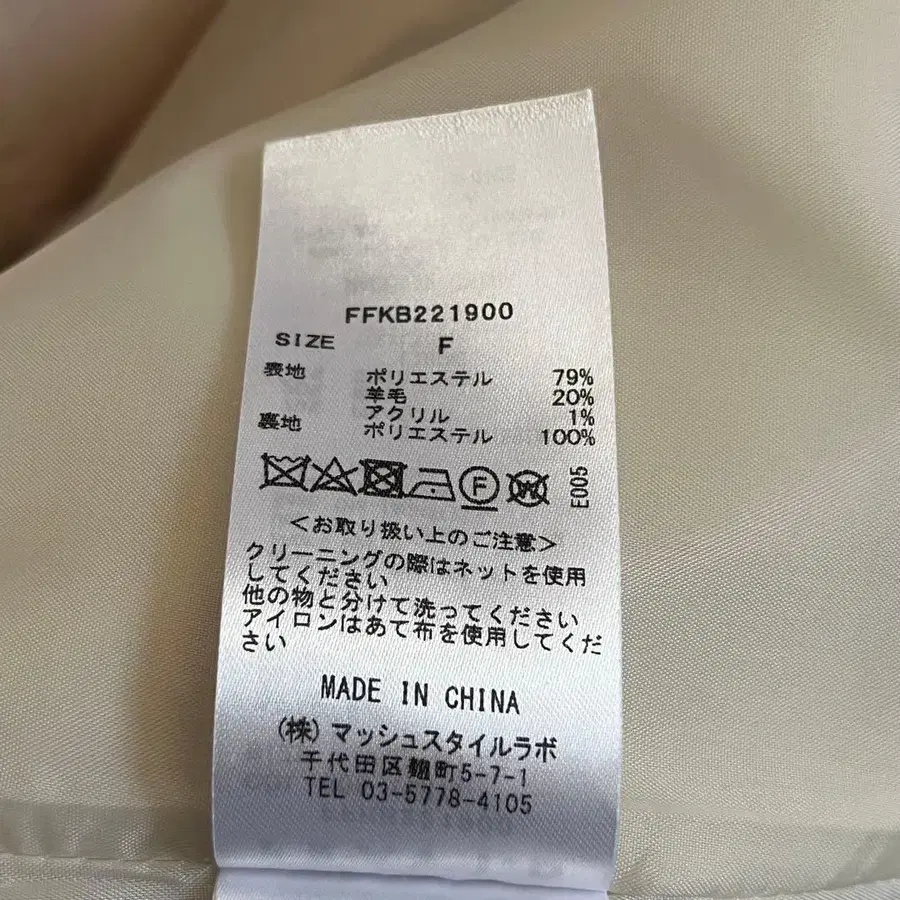 FFKB221900
SIZE F
表地 ポリエステル 79%
羊毛 20%
アクリル 1%
裏地 ポリエステル 100%
F W E005
<お取り扱い上のご注意>
クリーニングの際はネットを使用
してください
他の物と分けて洗ってください
アイロンはあて布を使用してくだ
さい
MADE IN CHINA
(株)マッシュスタイルラボ
千代田区麹町5-7-1
TEL 03-5778-4105